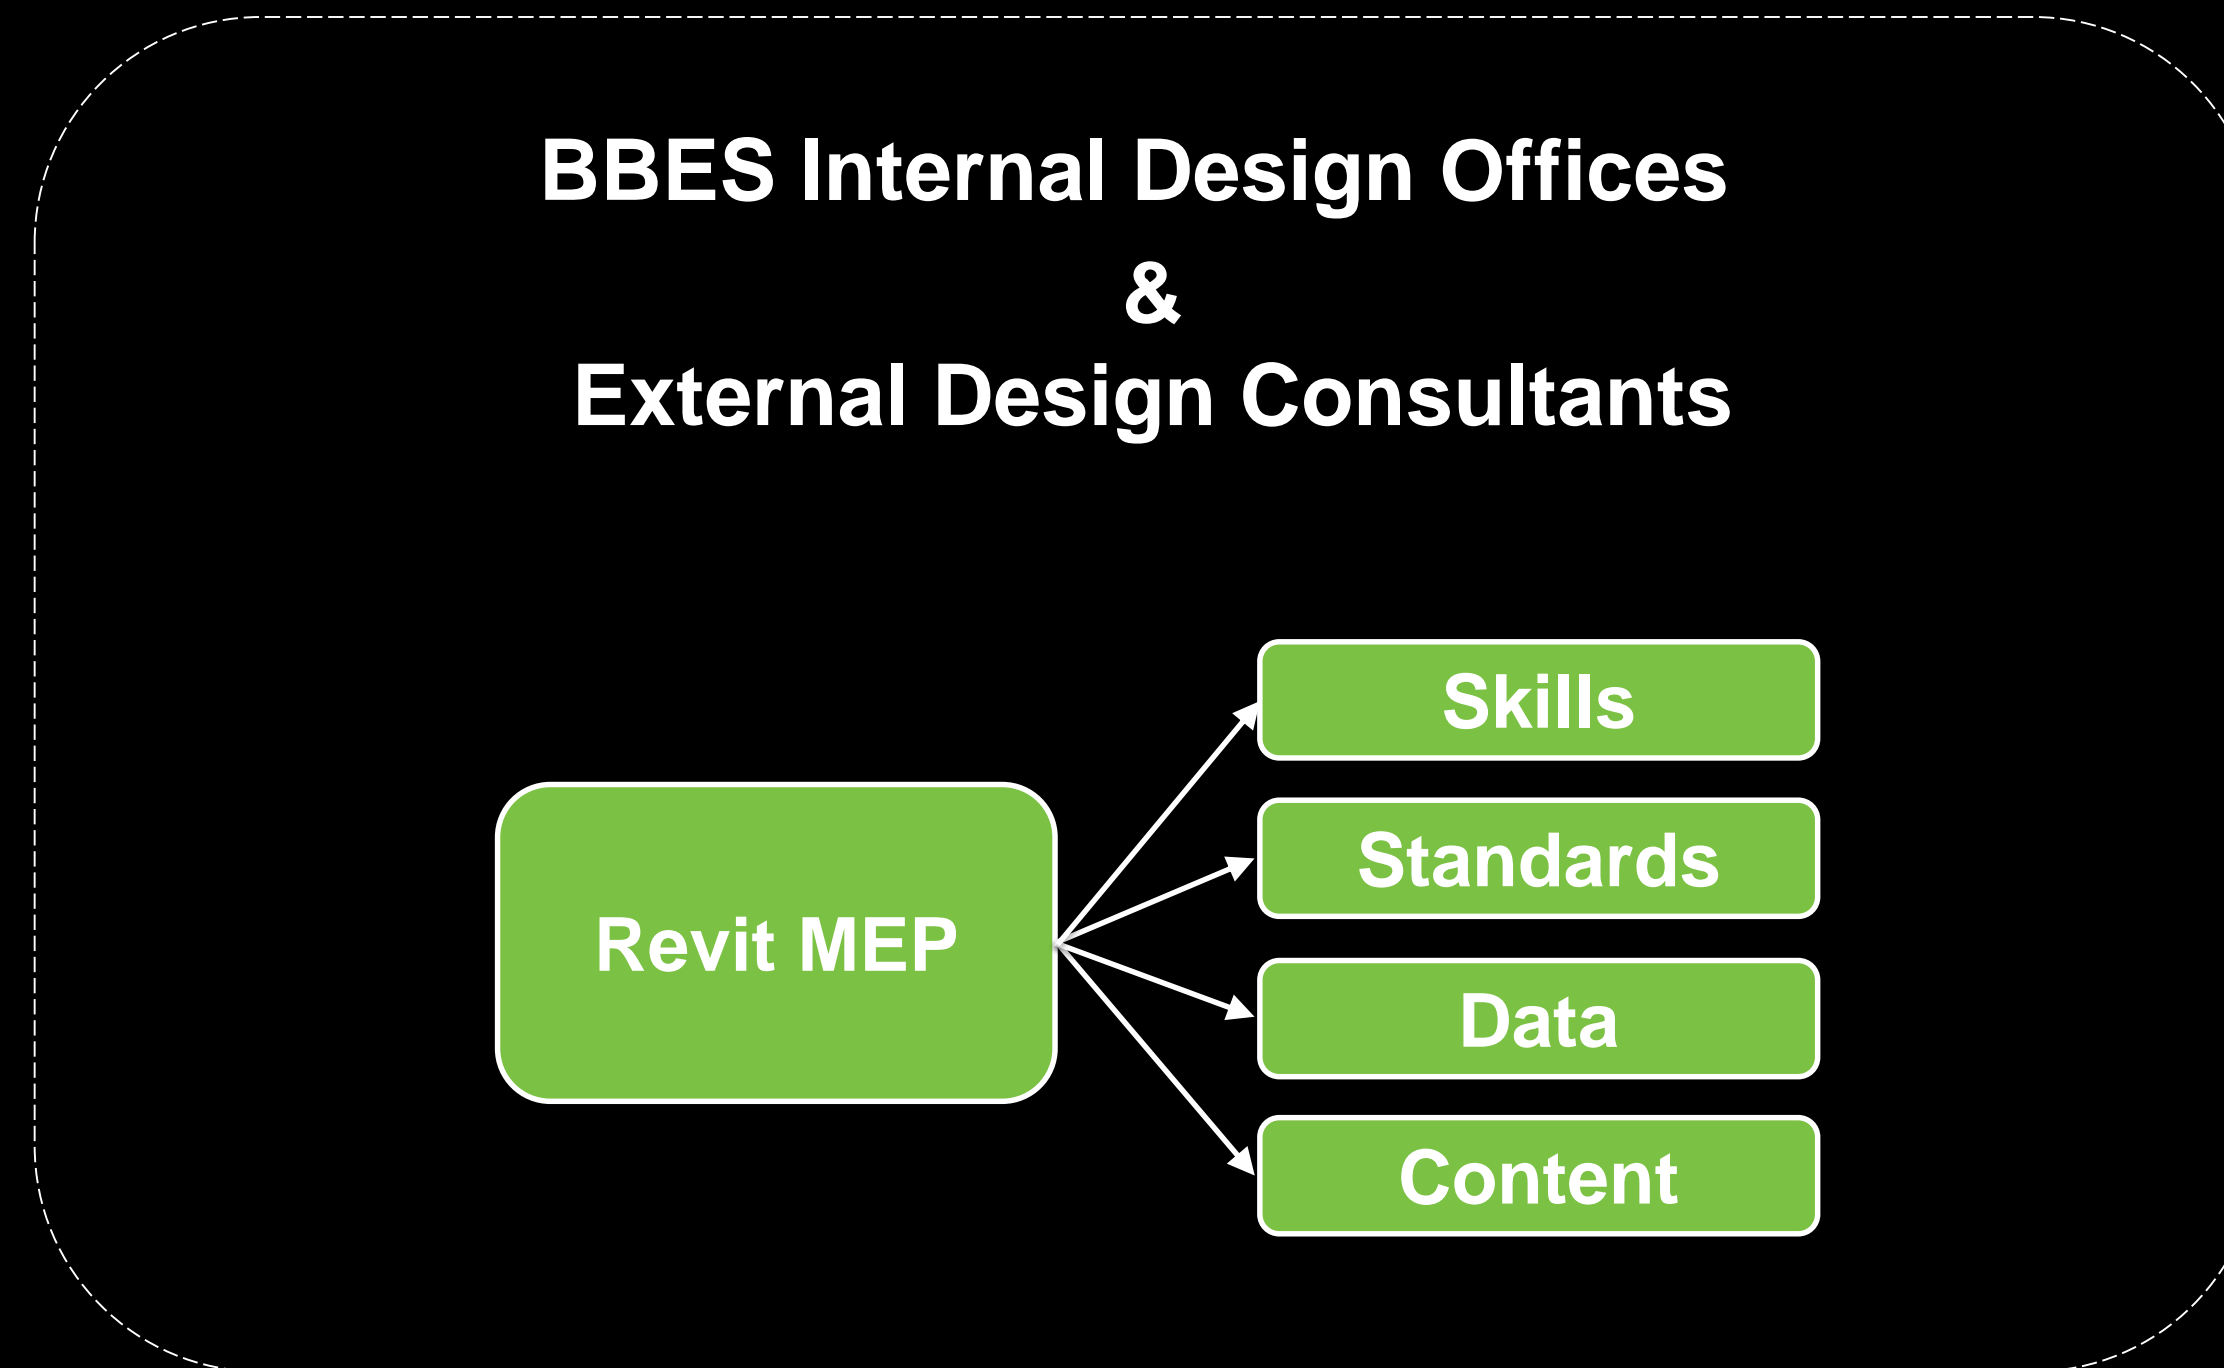 BBES Internal Design Offices
&
External Design Consultants
Skills
Standards
Revit MEP
Data
Content